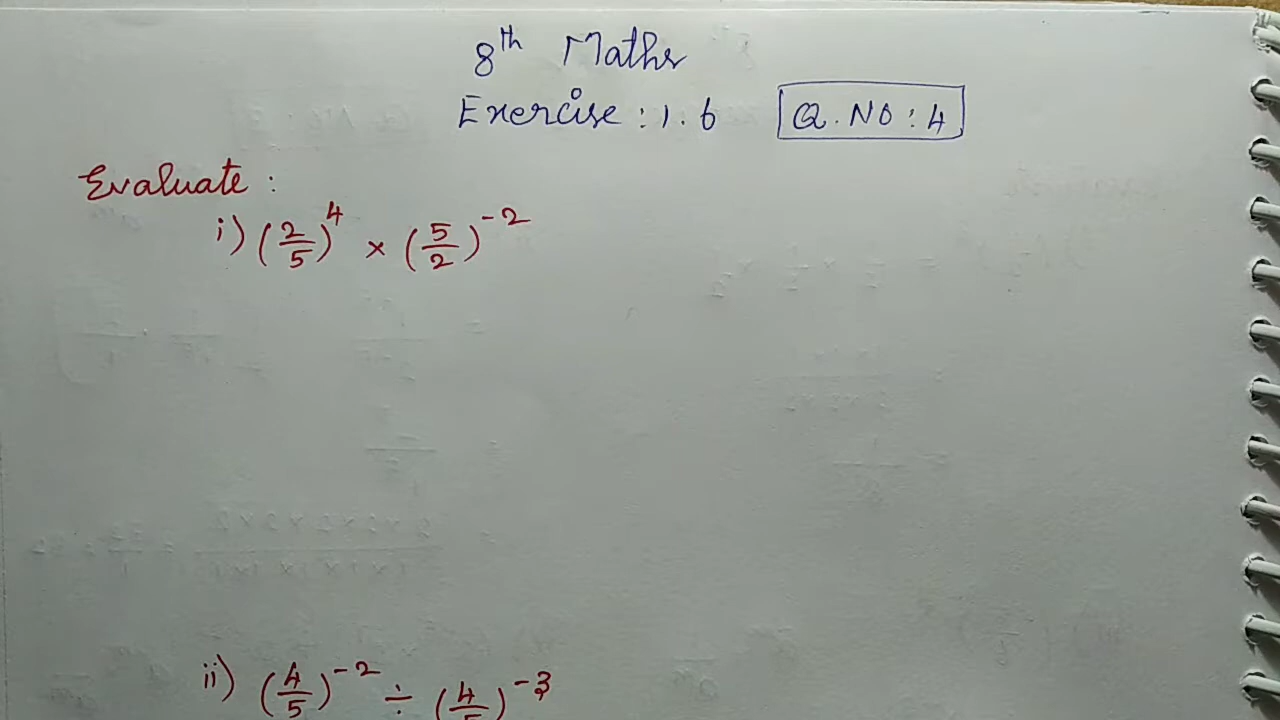 8th Maths
Exercise : 1.6 Q. NO : 4
Evaluate :
i) (2/5)^4 × (5/2)^-2
ii) (4/5)^-2 ÷ (4/5)^-3